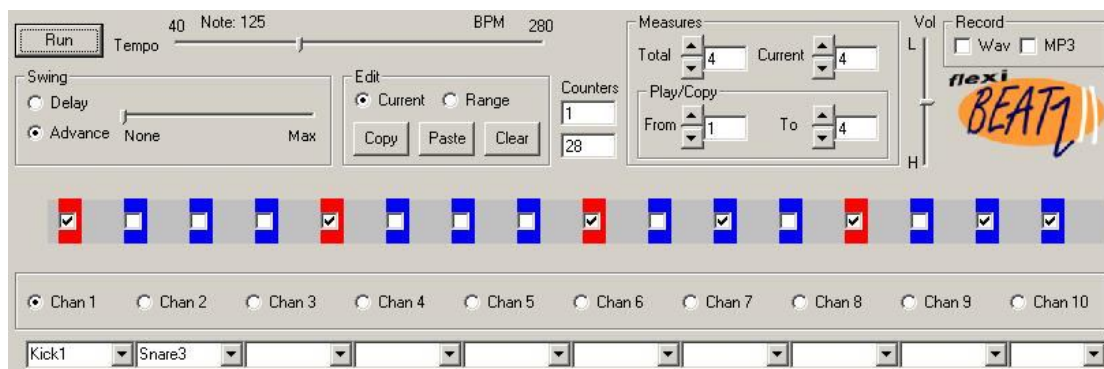 Run
Tempo
40 Note: 125 BPM 280
Swing
Delay
Advance
None Max
Edit
Current Range
Copy Paste Clear
Counters
1
28
Measures
Total 4 Current 4
Play/Copy
From 1 To 4
Vol
L
H
Record
Wav MP3
flexi
BEATZ
Chan 1 Chan 2 Chan 3 Chan 4 Chan 5 Chan 6 Chan 7 Chan 8 Chan 9 Chan 10
Kick1 Snare3